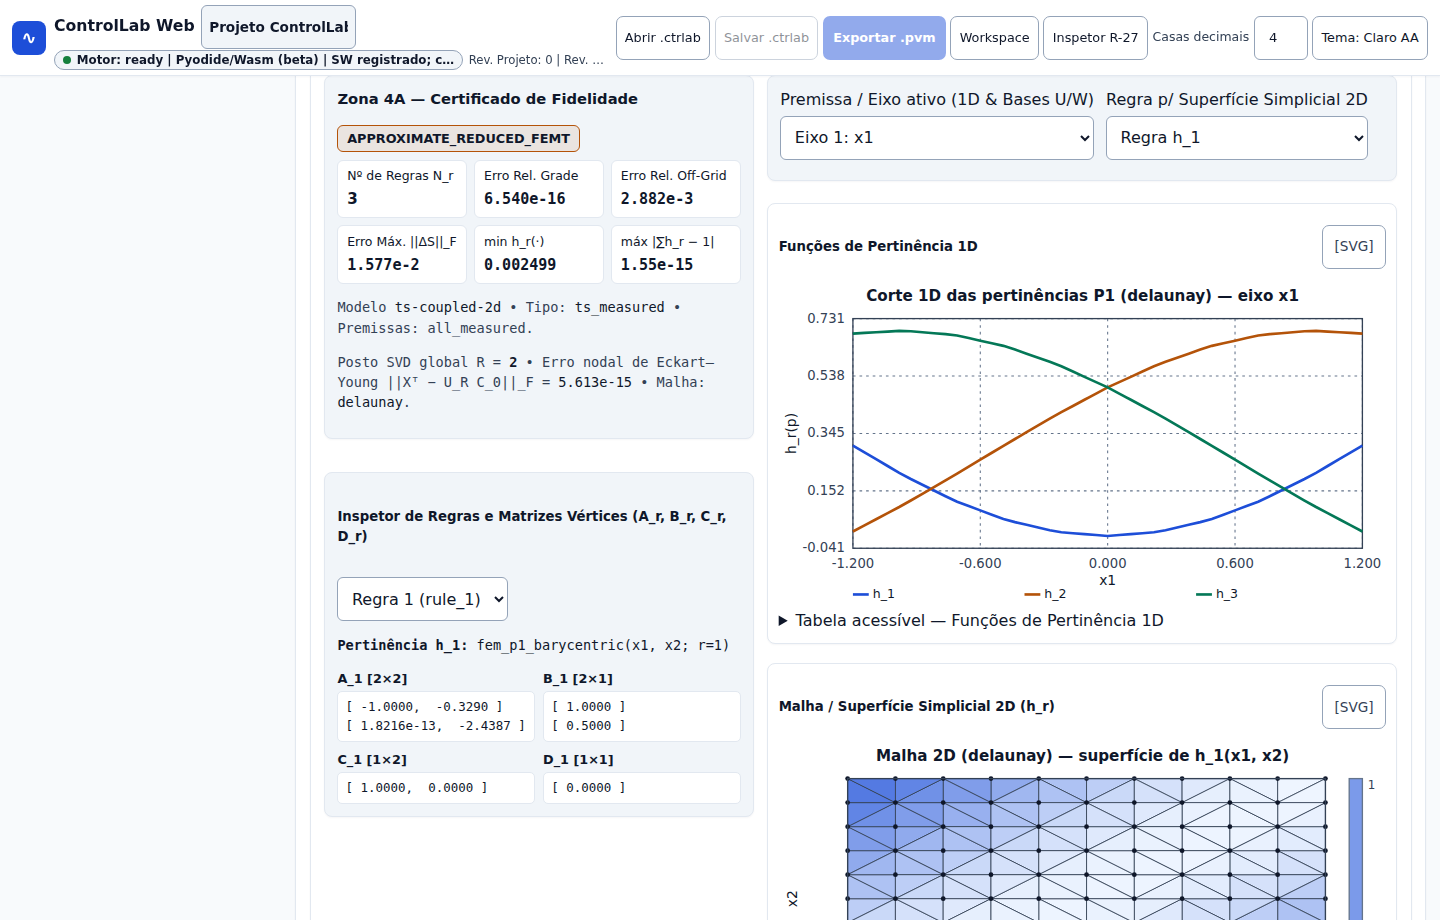 ControlLab Web
Projeto ControlLab
Motor: ready | Pyodide/Wasm (beta) | SW registrado; c…
Rev. Projeto: 0 | Rev. …
Abrir .ctrlab
Salvar .ctrlab
Exportar .pvm
Workspace
Inspetor R-27
Casas decimais
4
Tema: Claro AA
Zona 4A — Certificado de Fidelidade
APPROXIMATE_REDUCED_FEMT
Nº de Regras N_r
3
Erro Rel. Grade
6.540e-16
Erro Rel. Off-Grid
2.882e-3
Erro Máx. ||ΔS||_F
1.577e-2
min h_r(·)
0.002499
máx |∑h_r − 1|
1.55e-15
Modelo ts-coupled-2d • Tipo: ts_measured •
Premissas: all_measured.
Posto SVD global R = 2 • Erro nodal de Eckart–
Young ||Xᵀ − U_R C_0||_F = 5.613e-15 • Malha:
delaunay.
Inspetor de Regras e Matrizes Vértices (A_r, B_r, C_r,
D_r)
Regra 1 (rule_1)
Pertinência h_1: fem_p1_barycentric(x1, x2; r=1)
A_1 [2×2]
[ -1.0000,  -0.3290 ]
[ 1.8216e-13,  -2.4387 ]
B_1 [2×1]
[ 1.0000 ]
[ 0.5000 ]
C_1 [1×2]
[ 1.0000,  0.0000 ]
D_1 [1×1]
[ 0.0000 ]
Premissa / Eixo ativo (1D & Bases U/W)
Eixo 1: x1
Regra p/ Superfície Simplicial 2D
Regra h_1
Funções de Pertinência 1D
[SVG]
Corte 1D das pertinências P1 (delaunay) — eixo x1
0.731
0.538
0.345
0.152
-0.041
h_r(p)
-1.200
-0.600
0.000
0.600
1.200
x1
h_1
h_2
h_3
▶ Tabela acessível — Funções de Pertinência 1D
Malha / Superfície Simplicial 2D (h_r)
[SVG]
Malha 2D (delaunay) — superfície de h_1(x1, x2)
1
x2